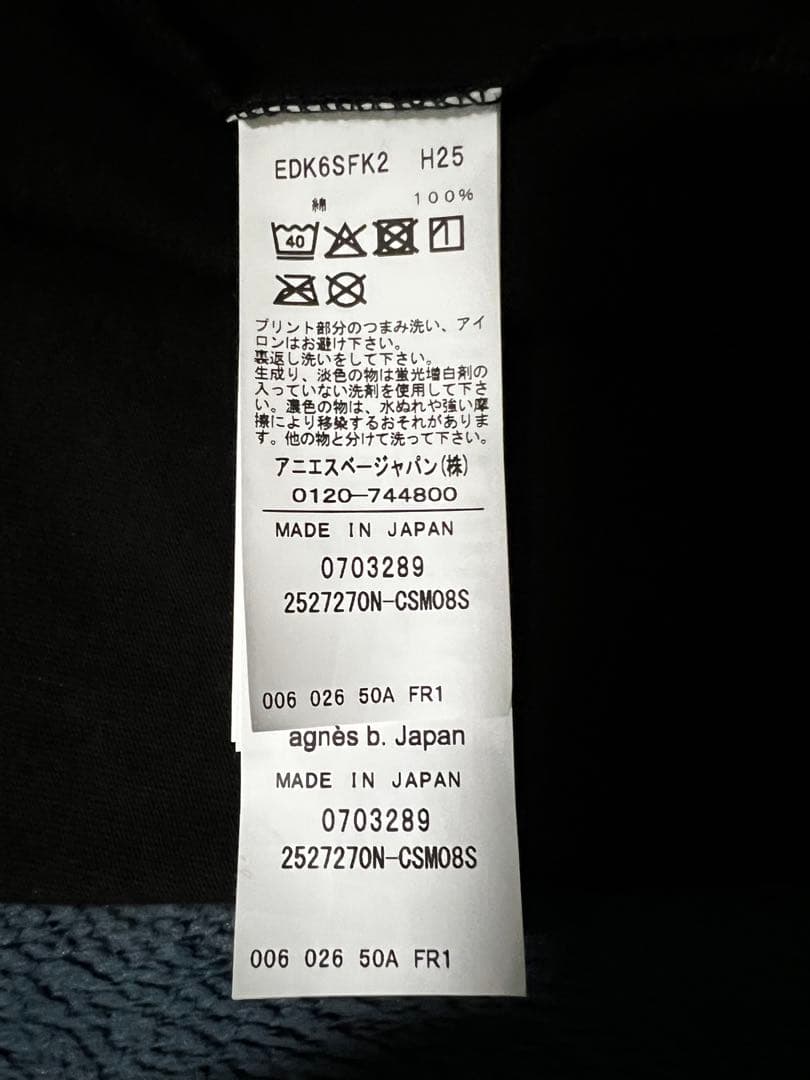 EDK6SFK2 H25
綿 100%
40
プリント部分のつまみ洗い、アイ
ロンはお避け下さい。
裏返し洗いをして下さい。
生成り、淡色の物は蛍光増白剤の
入っていない洗剤を使用して下さ
い。濃色の物は、水ぬれや強い摩
擦により移染するおそれがありま
す。他の物と分けて洗って下さい。
アニエスベージャパン(株)
0120-744800
MADE IN JAPAN
0703289
2527270N-CSM08S
006 026 50A FR1
agnès b. Japan
MADE IN JAPAN
0703289
2527270N-CSM08S
006 026 50A FR1